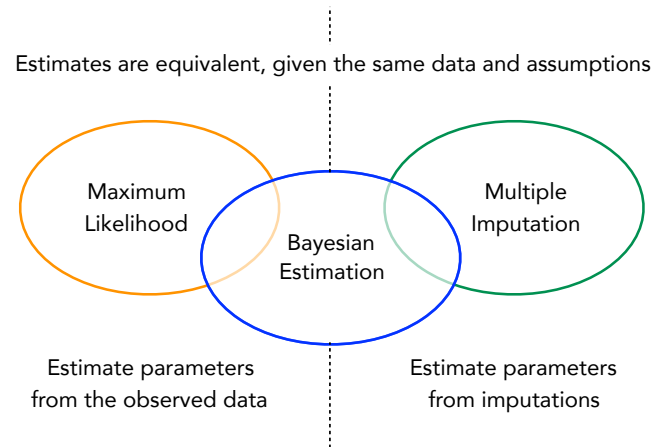 Estimates are equivalent, given the same data and assumptions
Maximum
Likelihood
Bayesian
Estimation
Multiple
Imputation
Estimate parameters
from the observed data
Estimate parameters
from imputations